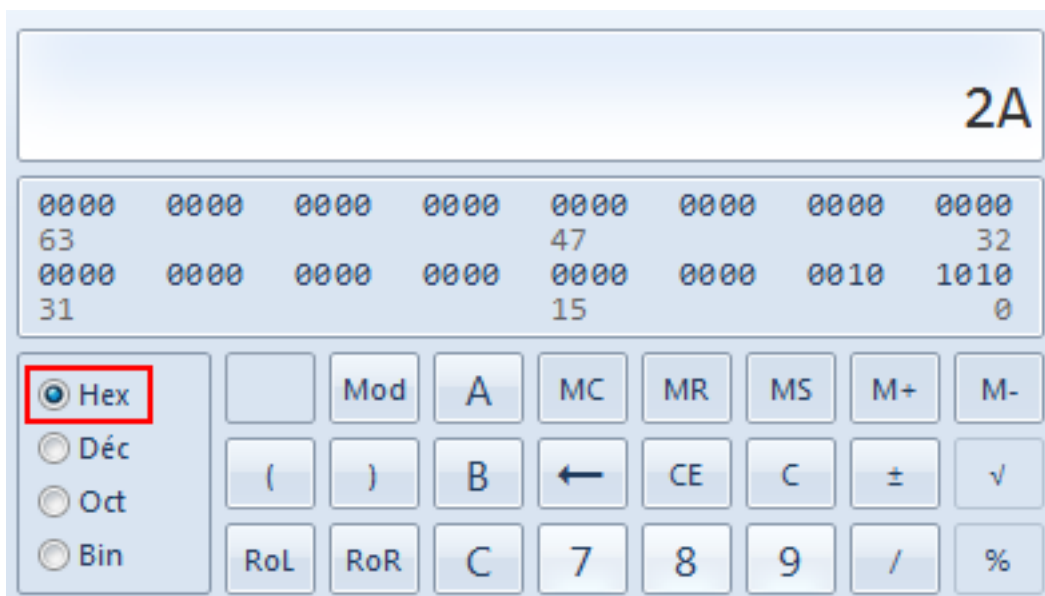 2A
0000 0000 0000 0000 0000 0000 0000 0000
63 47 32
0000 0000 0000 0000 0000 0000 0010 1010
31 15 0
Hex Mod A MC MR MS M+ M-
Déc ( ) B ← CE C ± √
Oct
Bin RoL RoR C 7 8 9 / %